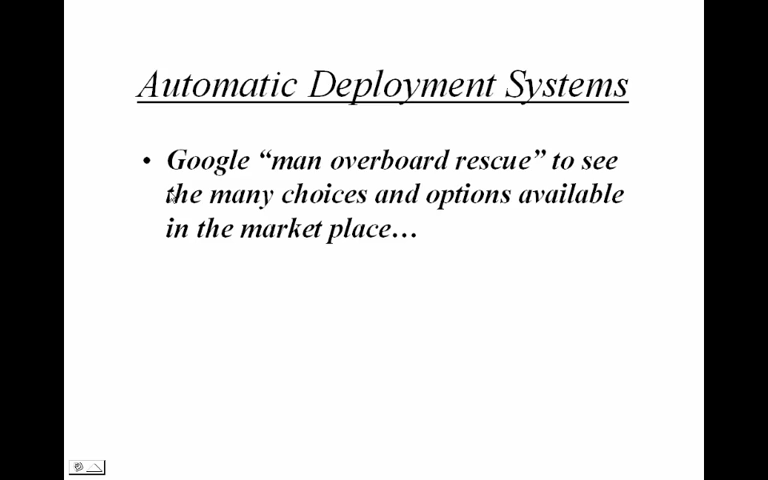 Automatic Deployment Systems
• Google “man overboard rescue” to see
the many choices and options available
in the market place…